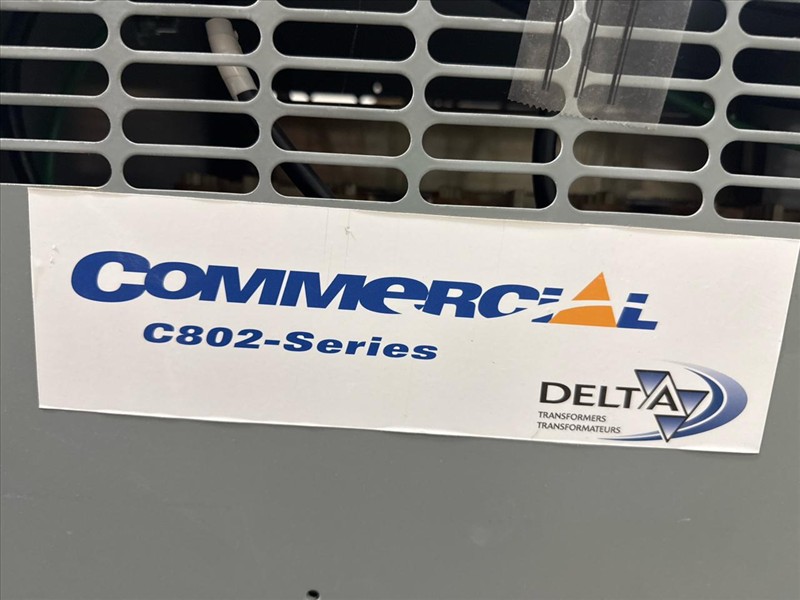 COMMERCIAL
C802-Series
DELTA
TRANSFORMERS
TRANSFORMATEURS